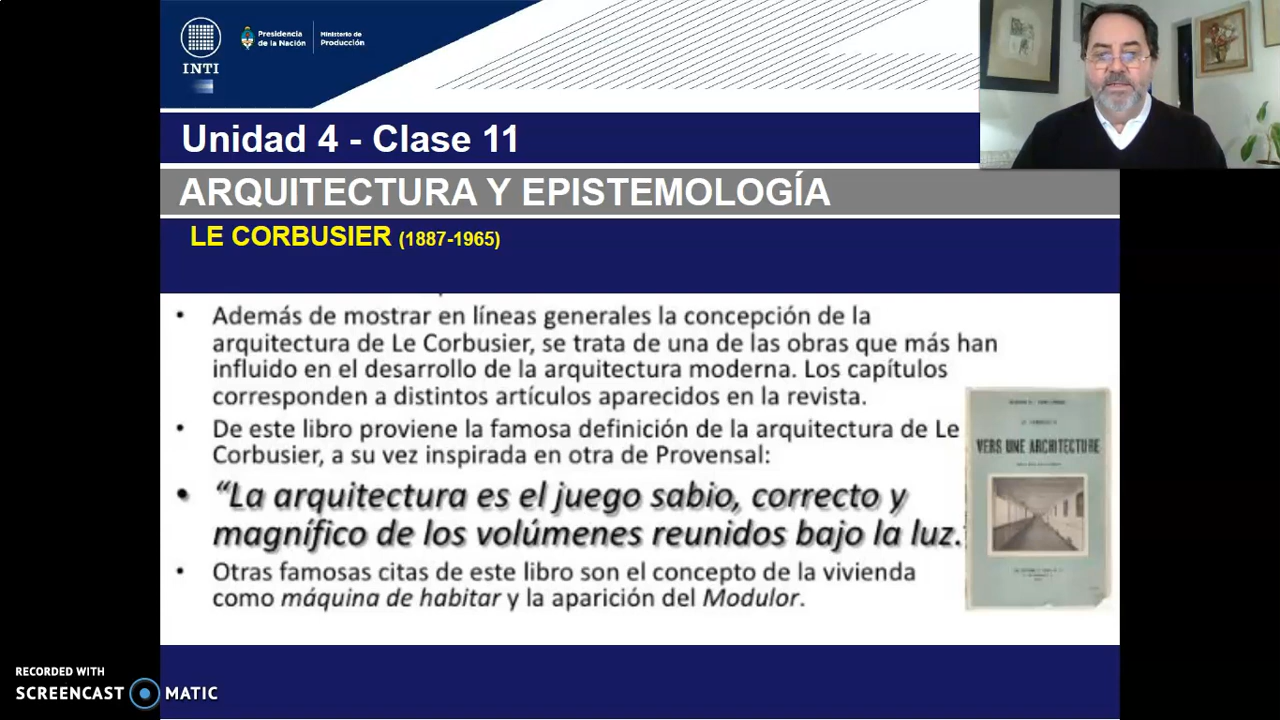 INTI
Presidencia
de la Nación
Ministerio de
Producción
Unidad 4 - Clase 11
ARQUITECTURA Y EPISTEMOLOGÍA
LE CORBUSIER (1887-1965)
• Además de mostrar en líneas generales la concepción de la
arquitectura de Le Corbusier, se trata de una de las obras que más han
influido en el desarrollo de la arquitectura moderna. Los capítulos
corresponden a distintos artículos aparecidos en la revista.
• De este libro proviene la famosa definición de la arquitectura de Le
Corbusier, a su vez inspirada en otra de Provensal:
• “La arquitectura es el juego sabio, correcto y
magnífico de los volúmenes reunidos bajo la luz.”
• Otras famosas citas de este libro son el concepto de la vivienda
como máquina de habitar y la aparición del Modulor.
VERS UNE ARCHITECTURE
RECORDED WITH
SCREENCAST MATIC